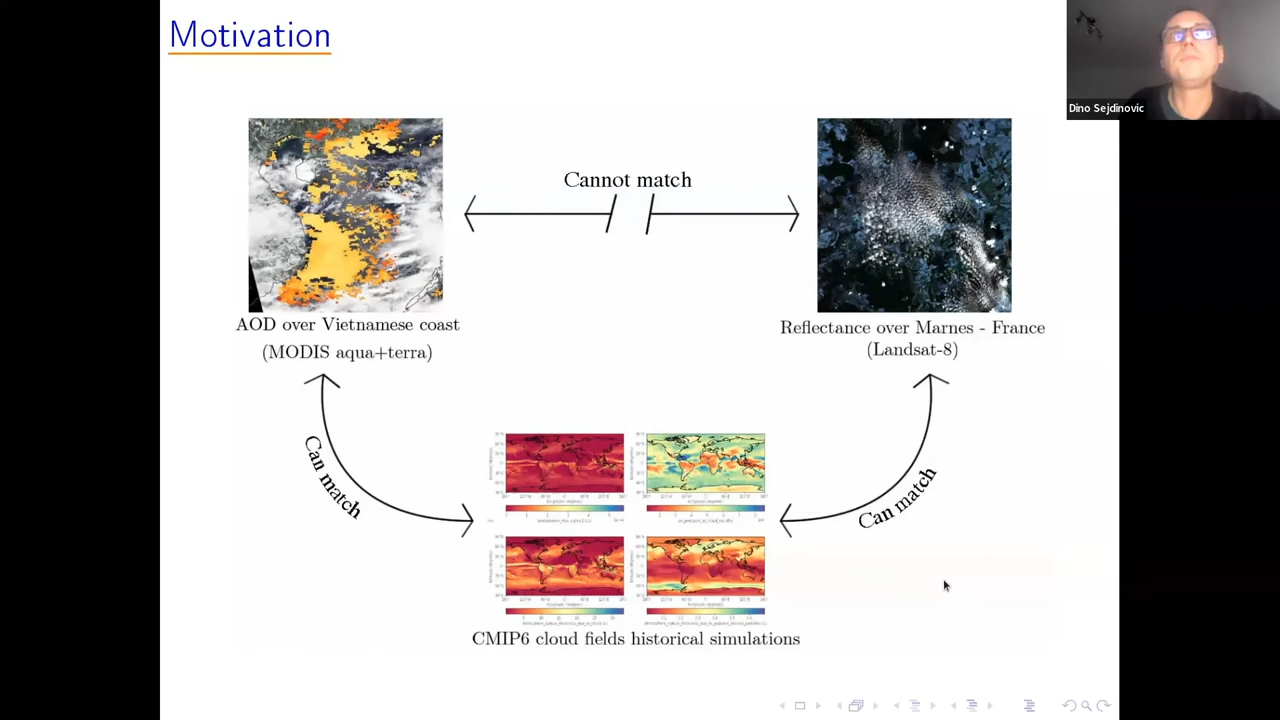 Motivation
Dino Sejdinovic
Cannot match
AOD over Vietnamese coast
(MODIS aqua+terra)
Reflectance over Marnes - France
(Landsat-8)
Can match
Can match
CMIP6 cloud fields historical simulations